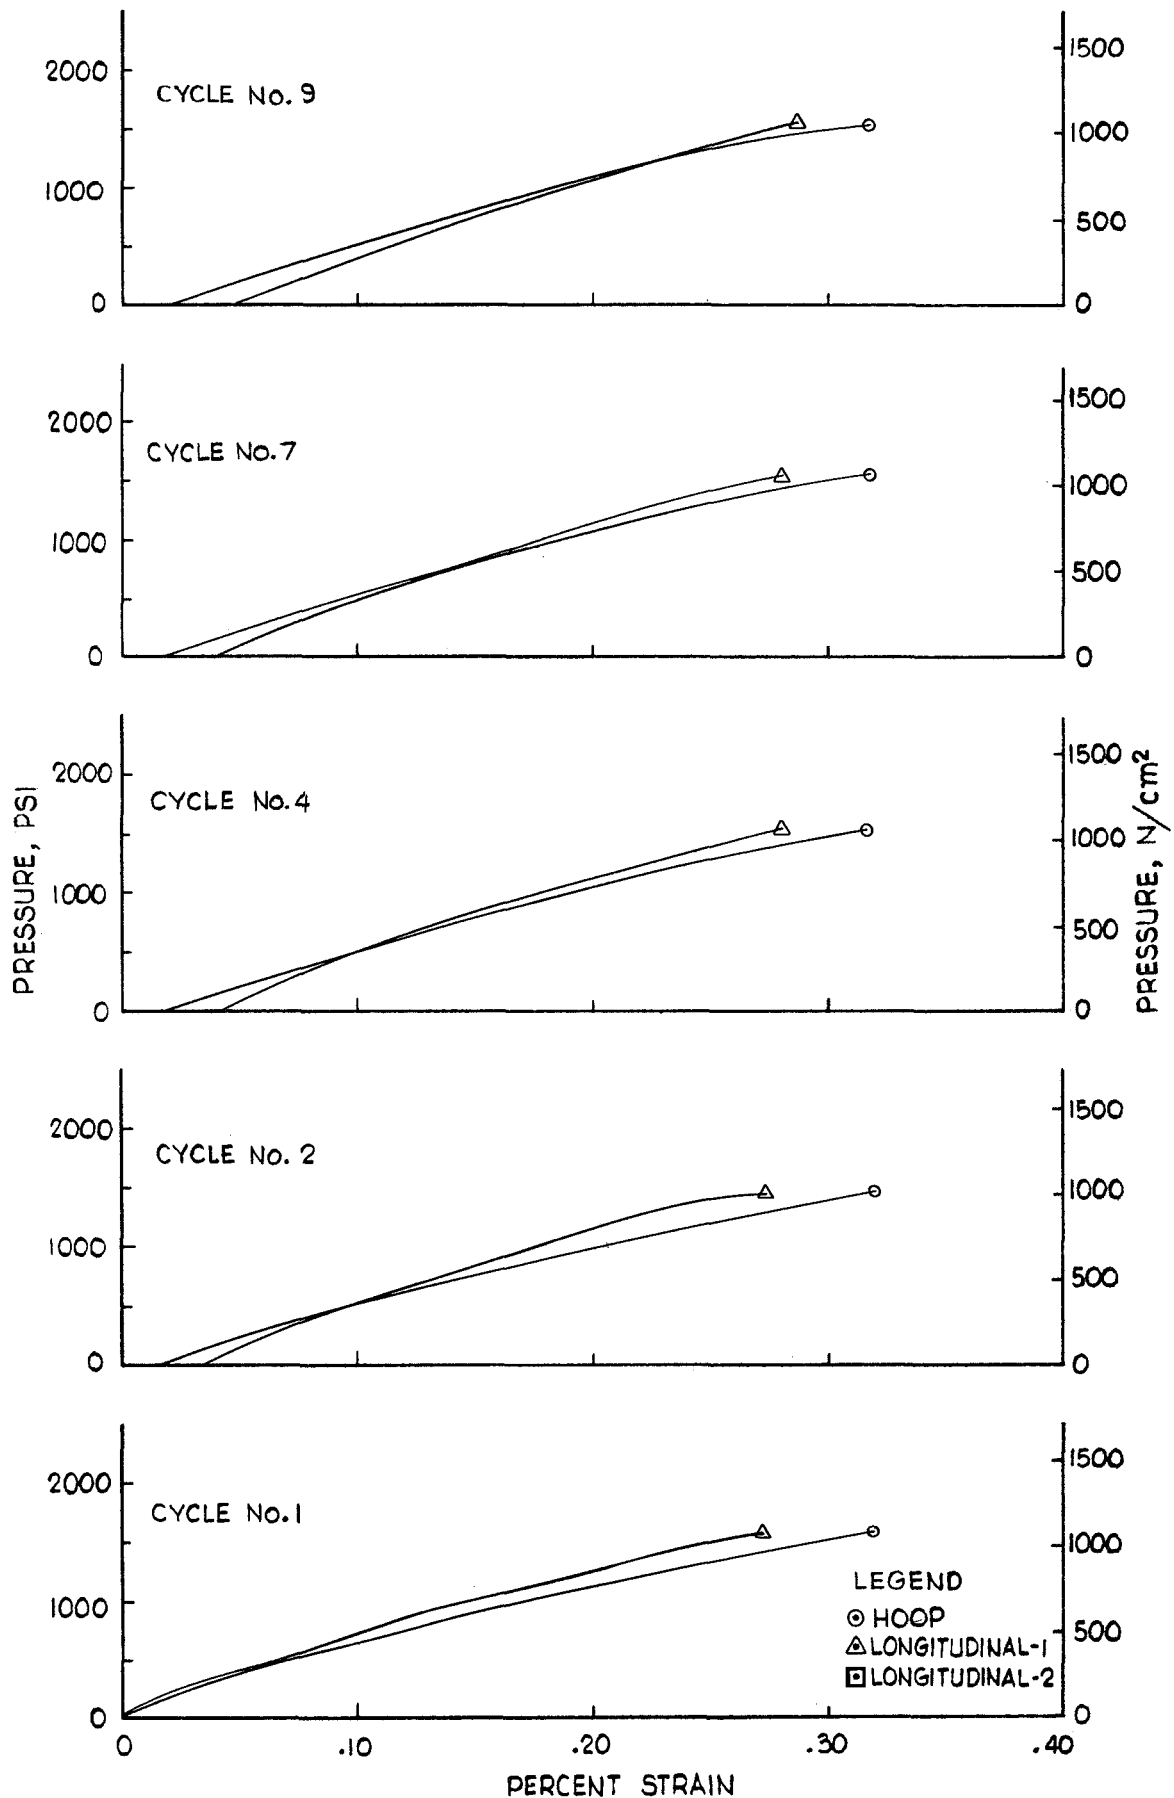 2000
CYCLE No. 9
1000
0
1500
1000
500
0
2000
CYCLE No. 7
1000
0
1500
1000
500
0
PRESSURE, PSI
2000
CYCLE No. 4
1000
0
1500
1000
500
0
PRESSURE, N/cm²
2000
CYCLE No. 2
1000
0
1500
1000
500
0
2000
CYCLE No. 1
1000
0
1500
1000
500
0
LEGEND
HOOP
LONGITUDINAL-1
LONGITUDINAL-2
0 .10 .20 .30 .40
PERCENT STRAIN